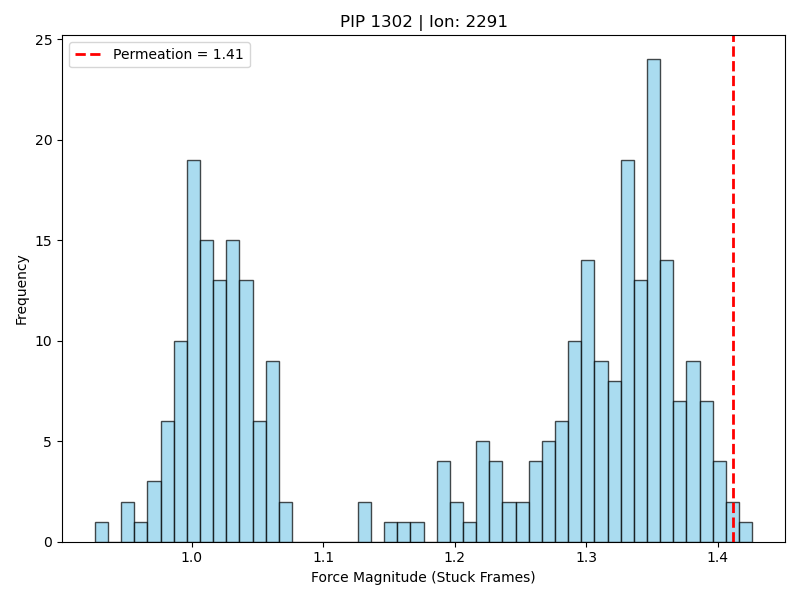 PIP 1302 | Ion: 2291
Permeation = 1.41
Frequency
25
20
15
10
5
0
1.0 1.1 1.2 1.3 1.4
Force Magnitude (Stuck Frames)